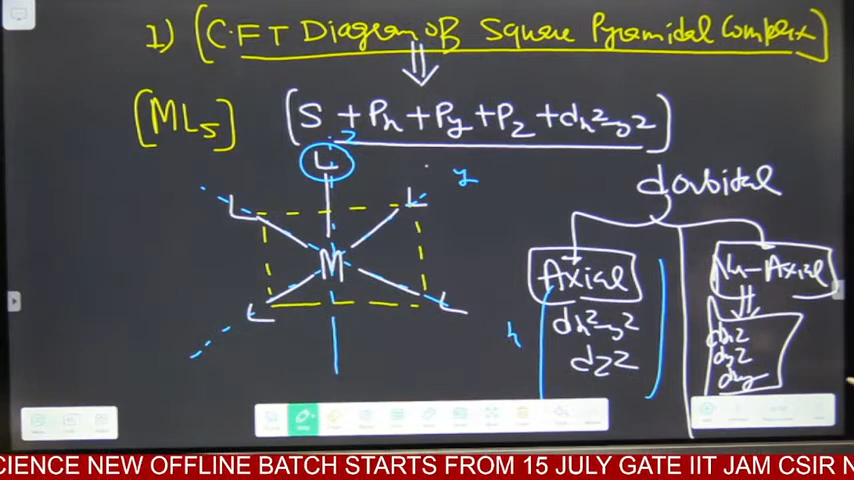 1) (C.FT Diagram of Square Pyramidal Complex)
[ML5] (S + Px + Py + Pz + dx²-y²)
z
L
y
L
L
M
L
L
d orbital
Axial
dx²-y²
dz²
Non-Axial
dxz
dyz
dxy
CIENCE NEW OFFLINE BATCH STARTS FROM 15 JULY GATE IIT JAM CSIR N